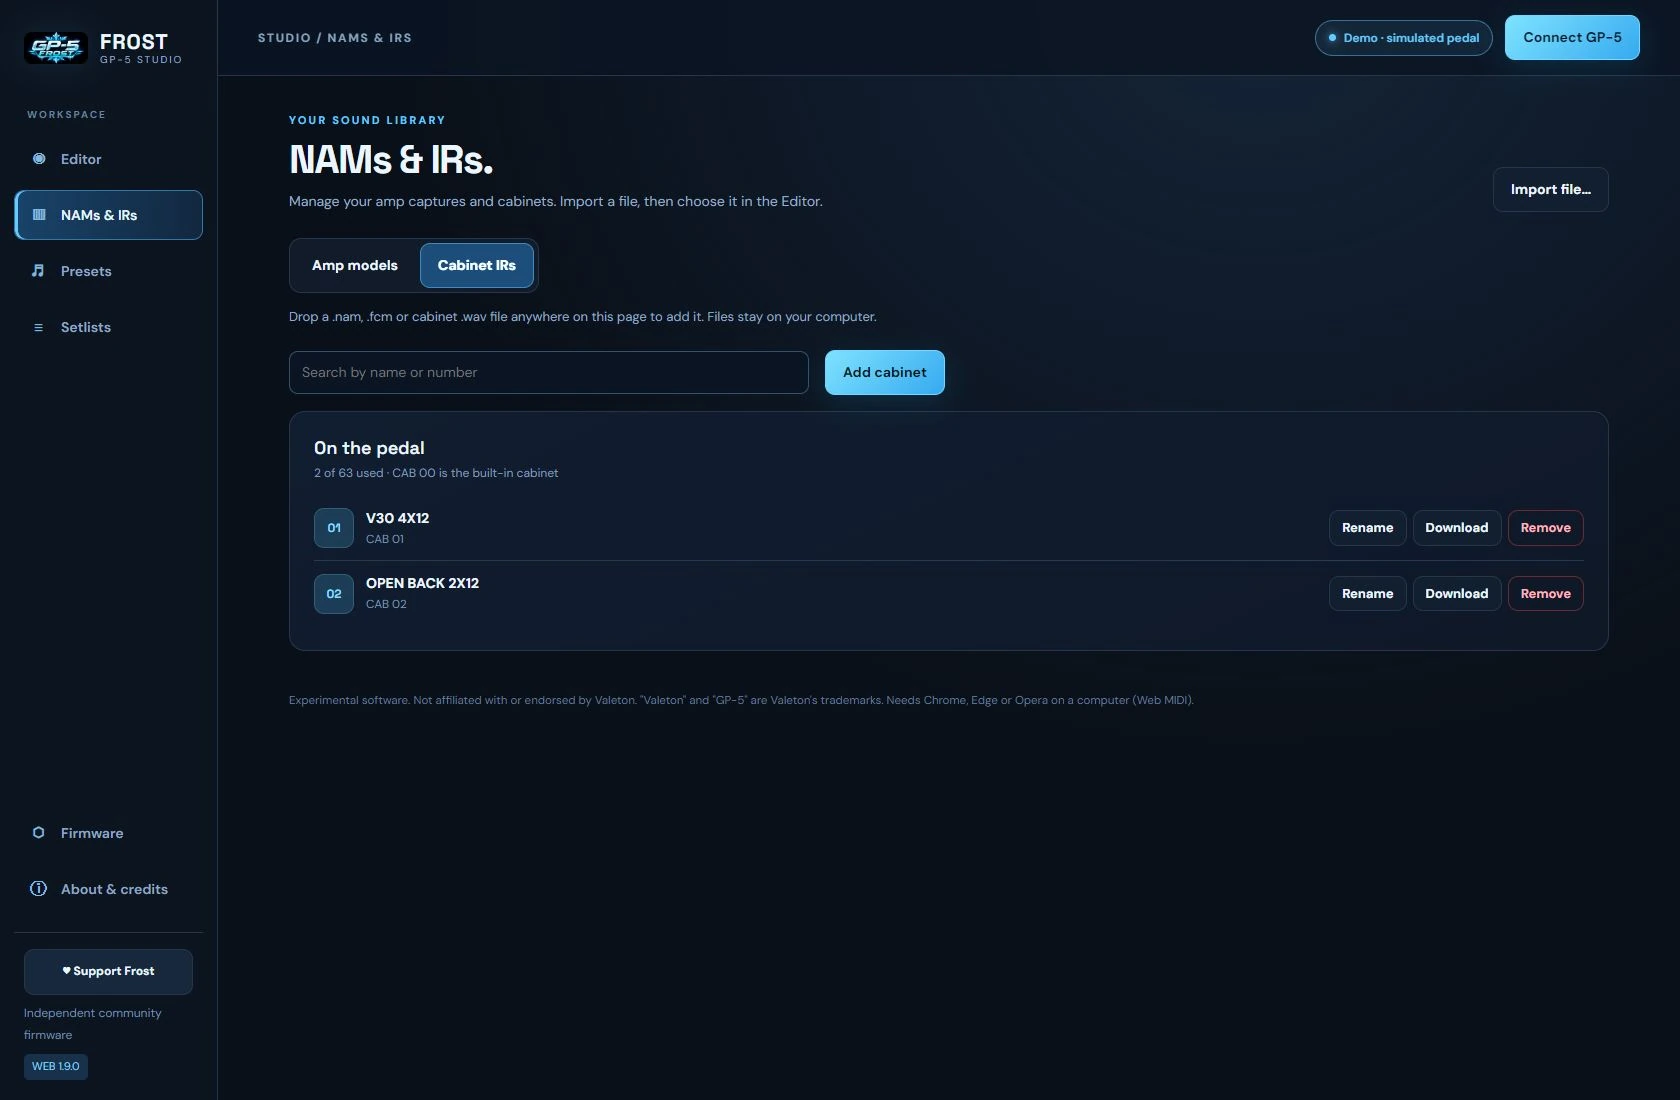 GP-5
FROST
FROST
GP-5 STUDIO
WORKSPACE
Editor
NAMs & IRs
Presets
Setlists
Firmware
About & credits
♥ Support Frost
Independent community
firmware
WEB 1.9.0
STUDIO / NAMS & IRS
Demo · simulated pedal
Connect GP-5
YOUR SOUND LIBRARY
NAMs & IRs.
Manage your amp captures and cabinets. Import a file, then choose it in the Editor.
Import file...
Amp models
Cabinet IRs
Drop a .nam, .fcm or cabinet .wav file anywhere on this page to add it. Files stay on your computer.
Search by name or number
Add cabinet
On the pedal
2 of 63 used · CAB 00 is the built-in cabinet
01
V30 4X12
CAB 01
Rename
Download
Remove
02
OPEN BACK 2X12
CAB 02
Rename
Download
Remove
Experimental software. Not affiliated with or endorsed by Valeton. "Valeton" and "GP-5" are Valeton's trademarks. Needs Chrome, Edge or Opera on a computer (Web MIDI).